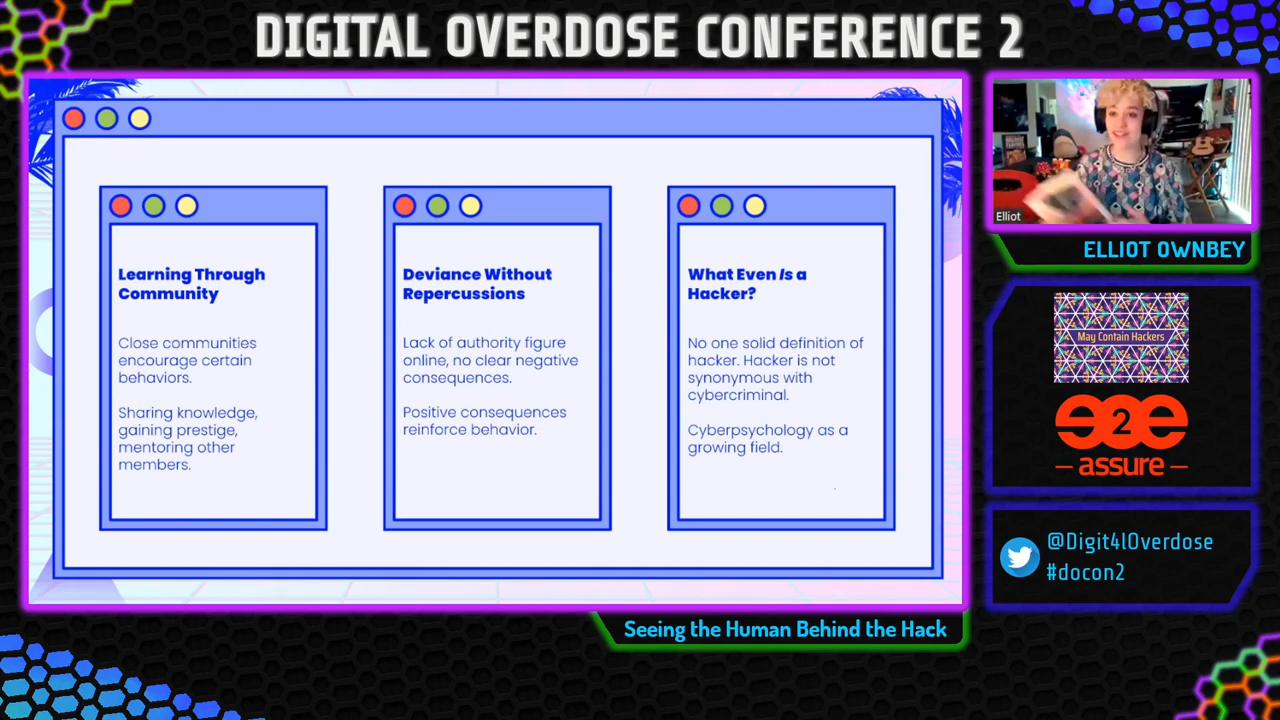 DIGITAL OVERDOSE CONFERENCE 2
Learning Through
Community
Close communities
encourage certain
behaviors.
Sharing knowledge,
gaining prestige,
mentoring other
members.
Deviance Without
Repercussions
Lack of authority figure
online, no clear negative
consequences.
Positive consequences
reinforce behavior.
What Even Is a
Hacker?
No one solid definition of
hacker. Hacker is not
synonymous with
cybercriminal.
Cyberpsychology as a
growing field.
Elliot
ELLIOT OWNBEY
May Contain Hackers
e2e
assure
@Digit4lOverdose
#docon2
Seeing the Human Behind the Hack